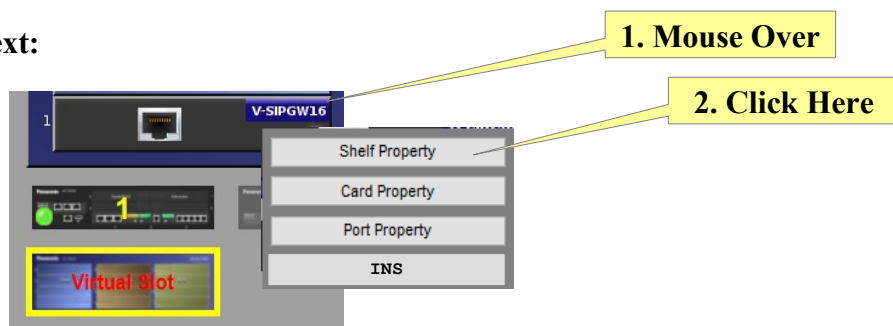 ext:
1. Mouse Over
2. Click Here
1
V-SIPGW16
Shelf Property
Card Property
Port Property
INS
Panasonic
1
Virtual Slot